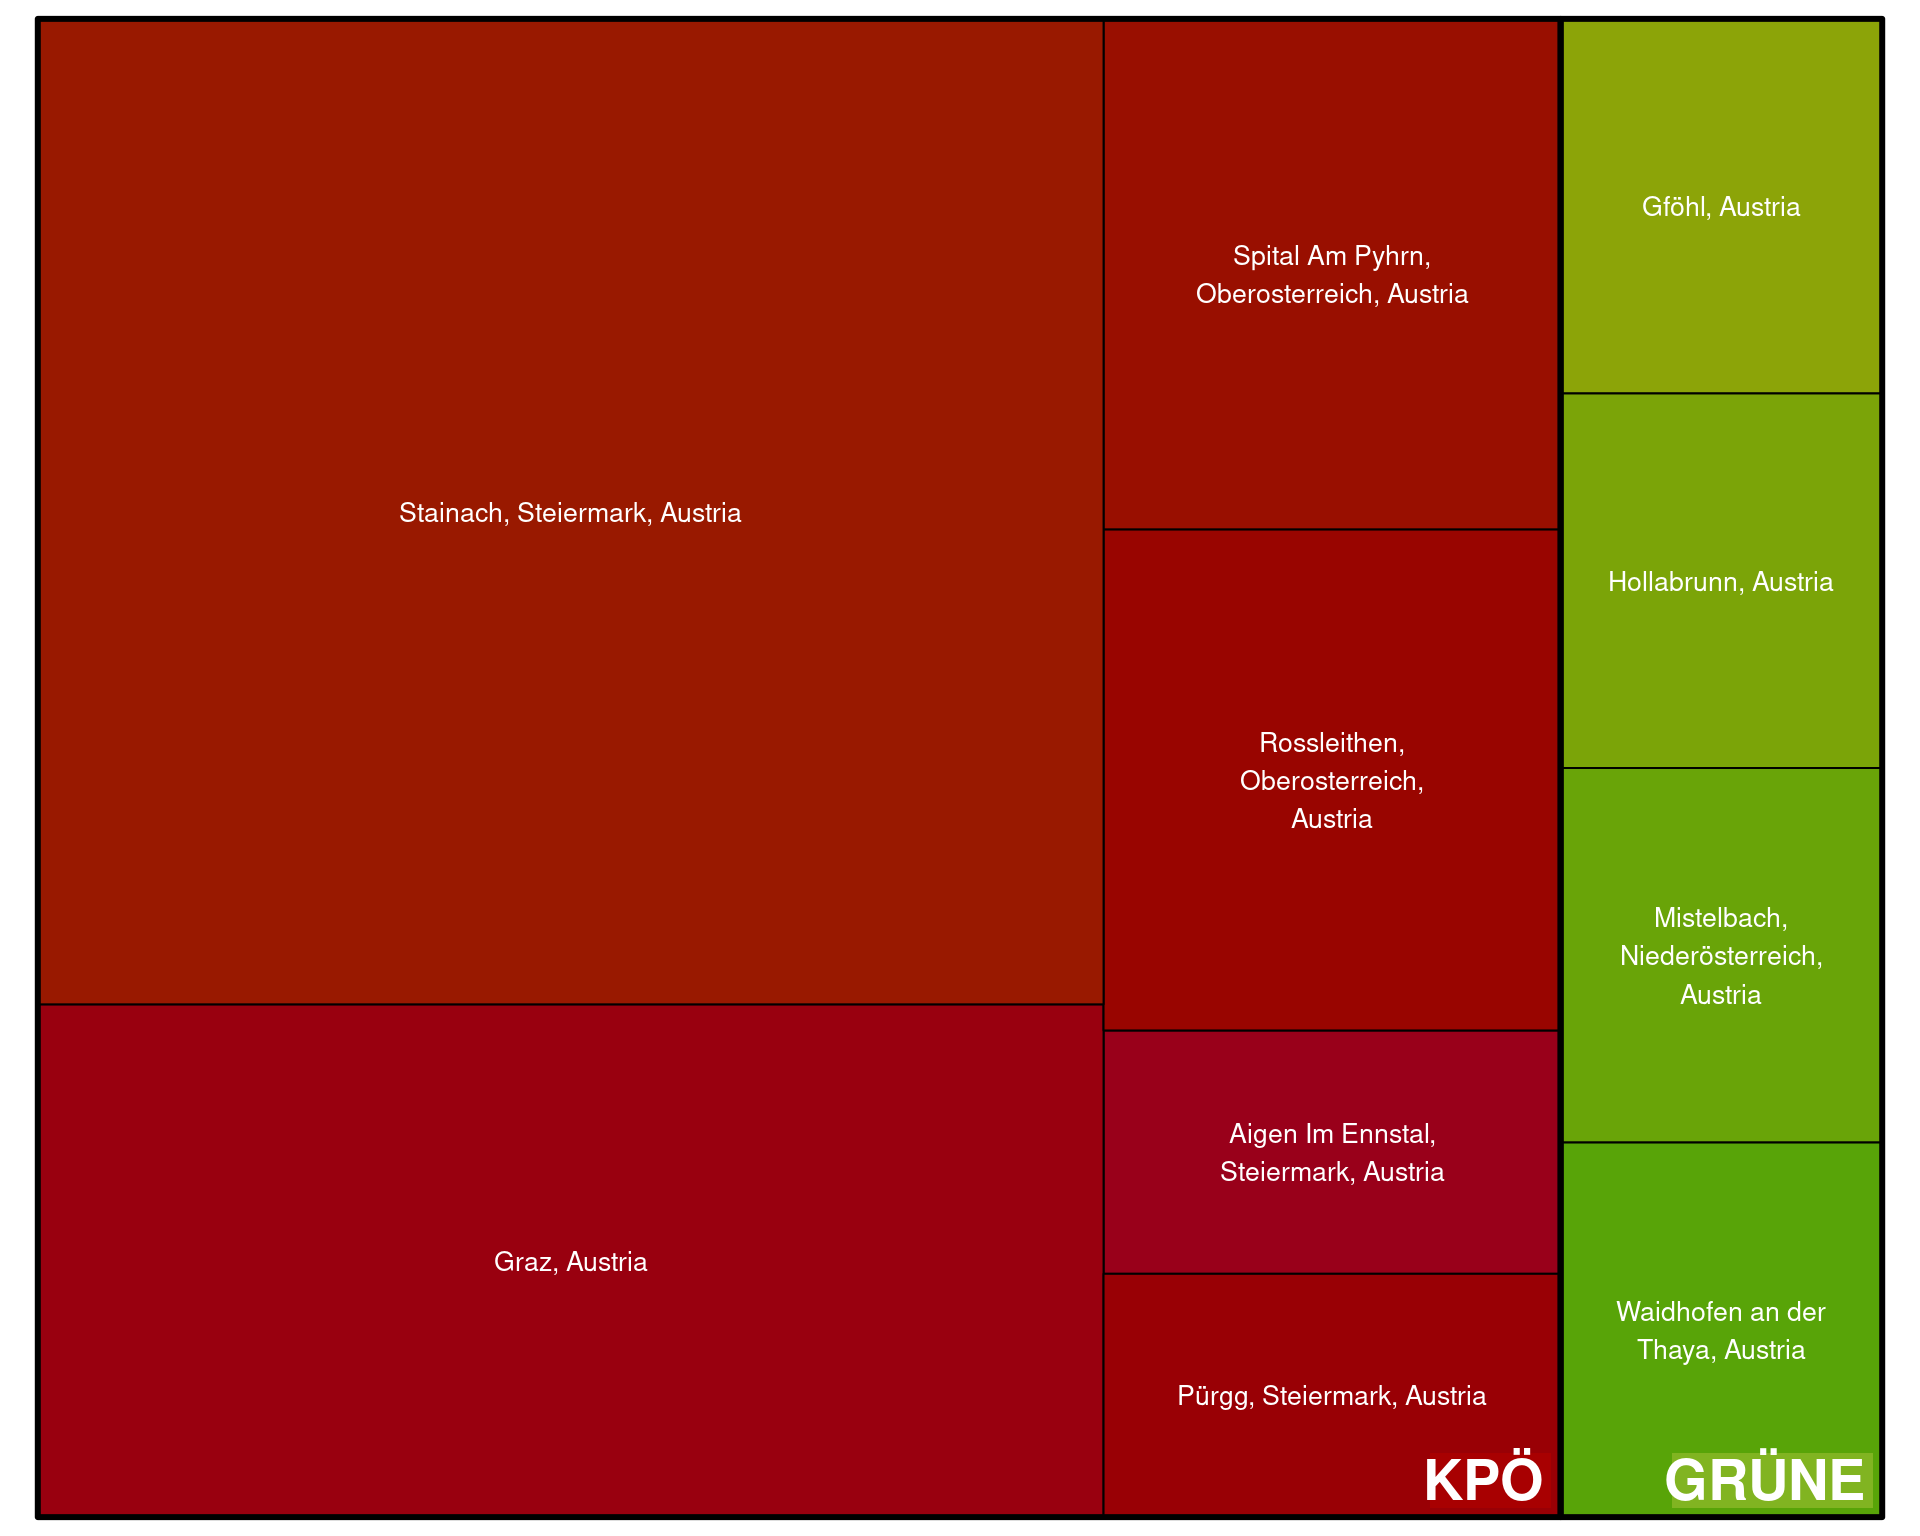 Stainach, Steiermark, Austria
Graz, Austria
Spital Am Pyhrn,
Oberosterreich, Austria
Rossleithen,
Oberosterreich,
Austria
Aigen Im Ennstal,
Steiermark, Austria
Pürgg, Steiermark, Austria
KPÖ
Gföhl, Austria
Hollabrunn, Austria
Mistelbach,
Niederösterreich,
Austria
Waidhofen an der
Thaya, Austria
GRÜNE